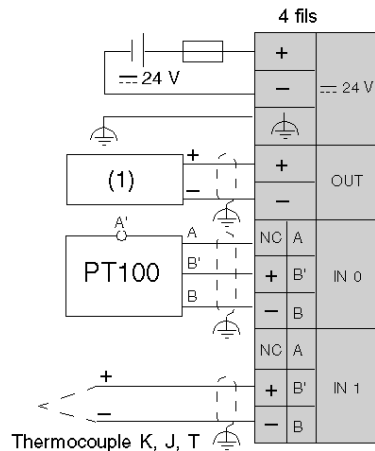 4 fils
+
⎓ 24 V
−
⎓ 24 V
(1)
+
−
+
−
OUT
A'
PT100
A
B'
B
NC A
+ B'
− B
IN 0
NC A
+ B'
− B
IN 1
+
−
Thermocouple K, J, T